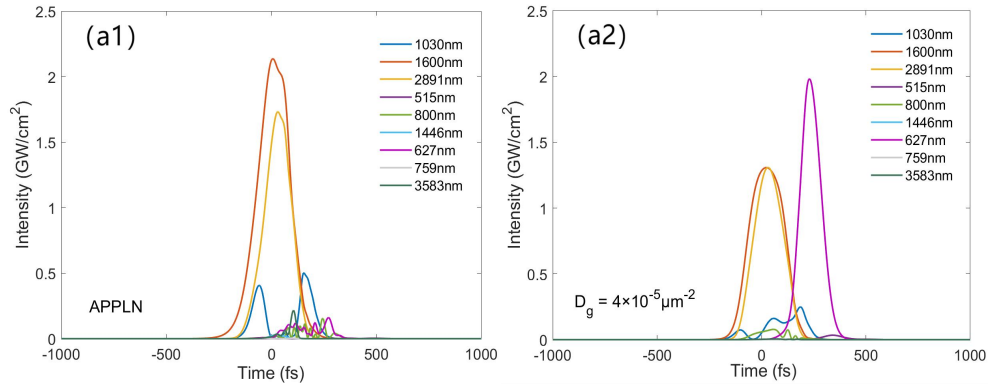 (a1)
2.5
2
1.5
1
0.5
0
Intensity (GW/cm²)
1030nm
1600nm
2891nm
515nm
800nm
1446nm
627nm
759nm
3583nm
APPLN
-1000
-500
0
500
1000
Time (fs)
(a2)
2.5
2
1.5
1
0.5
0
Intensity (GW/cm²)
1030nm
1600nm
2891nm
515nm
800nm
1446nm
627nm
759nm
3583nm
D_g = 4×10⁻⁵μm⁻²
-1000
-500
0
500
1000
Time (fs)